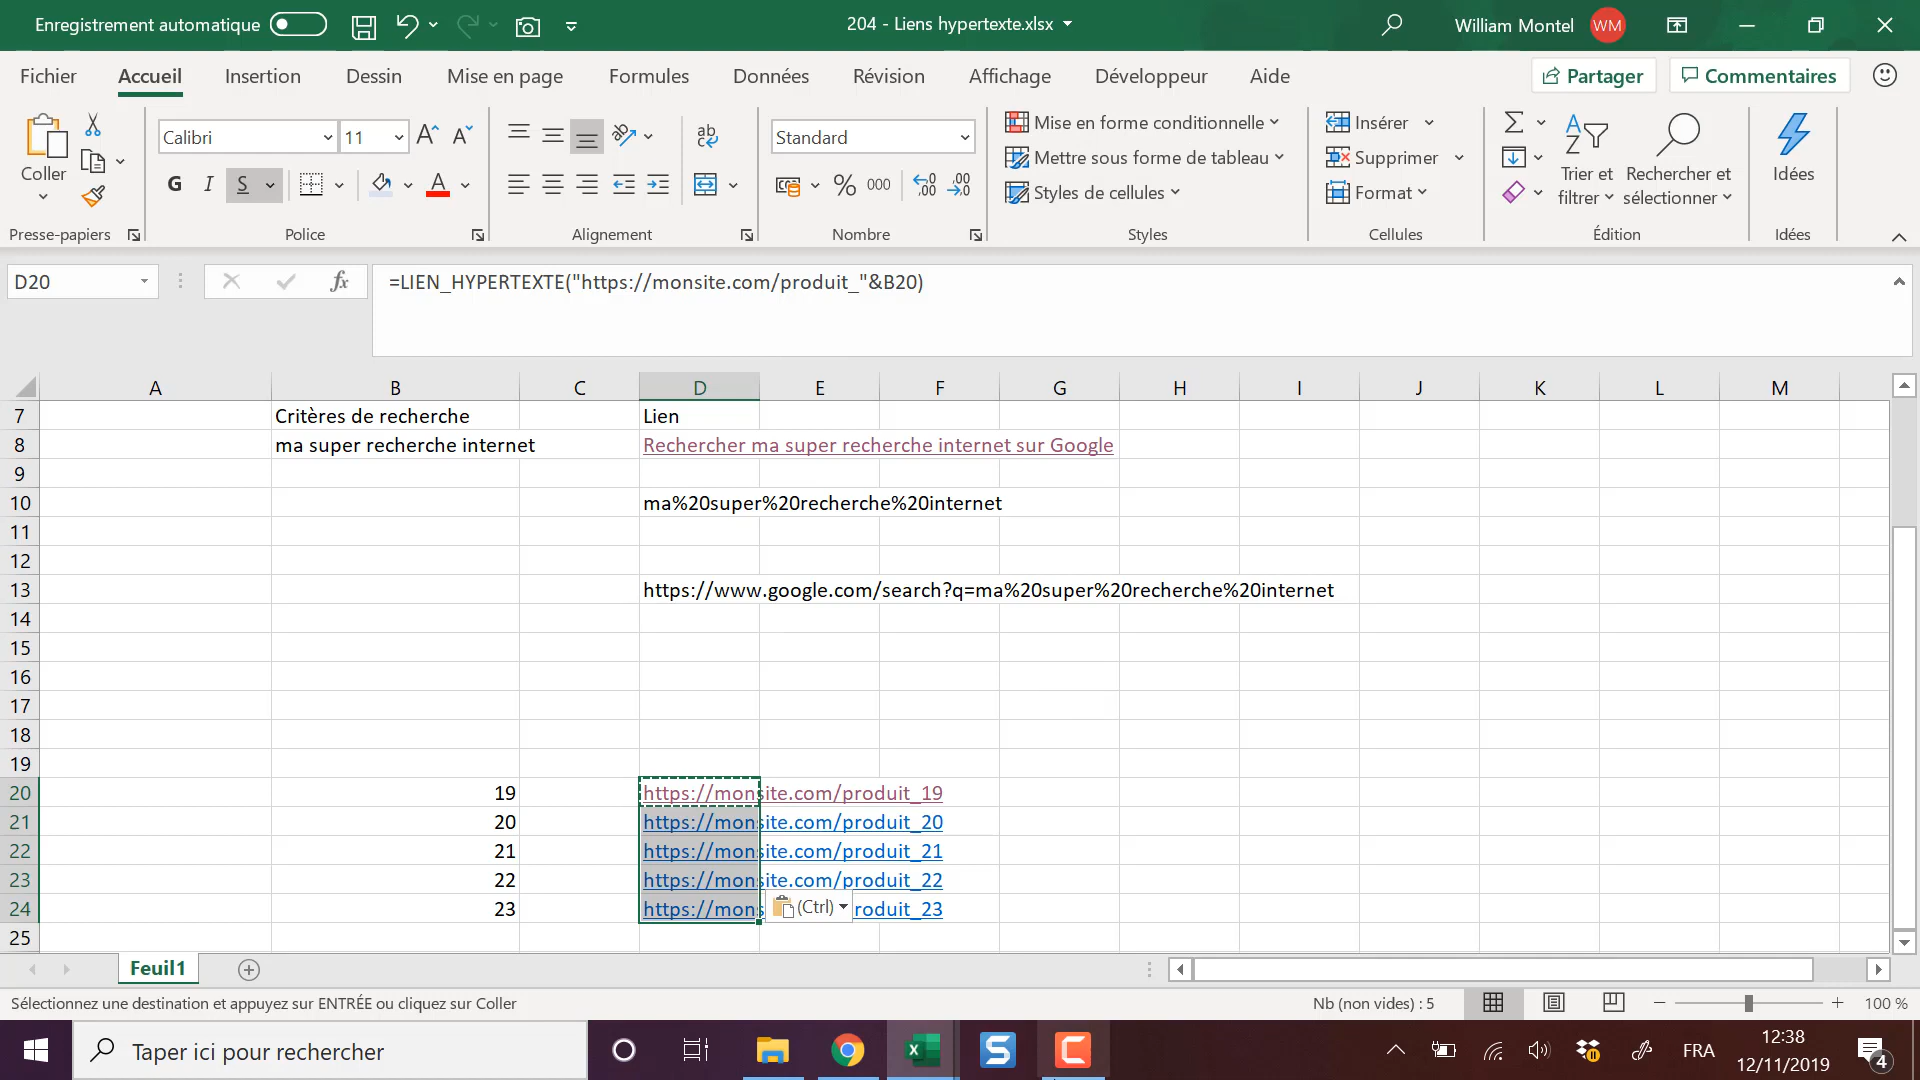 Enregistrement automatique
204 - Liens hypertexte.xlsx
William Montel
WM
Fichier Accueil Insertion Dessin Mise en page Formules Données Révision Affichage Développeur Aide
Partager Commentaires
Coller
Calibri 11
G I S
ab
Standard
% 000
Mise en forme conditionnelle
Mettre sous forme de tableau
Styles de cellules
Insérer
Supprimer
Format
Trier et
filtrer
Rechercher et
sélectionner
Idées
Presse-papiers Police Alignement Nombre Styles Cellules Édition Idées
D20
fx
=LIEN_HYPERTEXTE("https://monsite.com/produit_"&B20)
A B C D E F G H I J K L M
7 Critères de recherche Lien
8 ma super recherche internet Rechercher ma super recherche internet sur Google
9
10 ma%20super%20recherche%20internet
11
12
13 https://www.google.com/search?q=ma%20super%20recherche%20internet
14
15
16
17
18
19
20 19 https://monsite.com/produit_19
21 20 https://monsite.com/produit_20
22 21 https://monsite.com/produit_21
23 22 https://monsite.com/produit_22
24 23 https://mons (Ctrl) roduit_23
25
Feuil1
Sélectionnez une destination et appuyez sur ENTRÉE ou cliquez sur Coller
Nb (non vides) : 5
100 %
Taper ici pour rechercher
FRA
12:38
12/11/2019
4